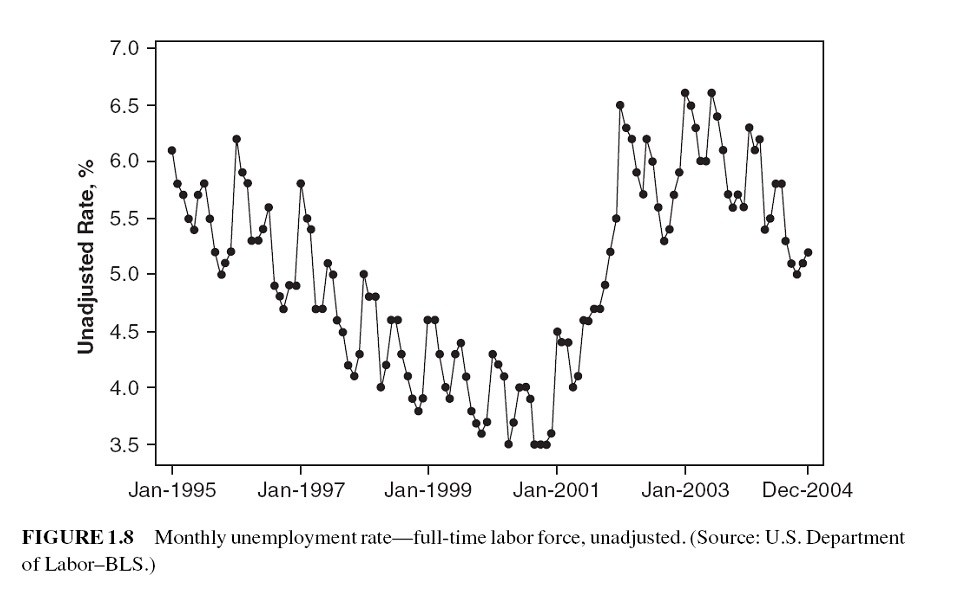 7.0
6.5
6.0
5.5
5.0
4.5
4.0
3.5
Unadjusted Rate, %
Jan-1995 Jan-1997 Jan-1999 Jan-2001 Jan-2003 Dec-2004
FIGURE 1.8 Monthly unemployment rate—full-time labor force, unadjusted. (Source: U.S. Department
of Labor–BLS.)